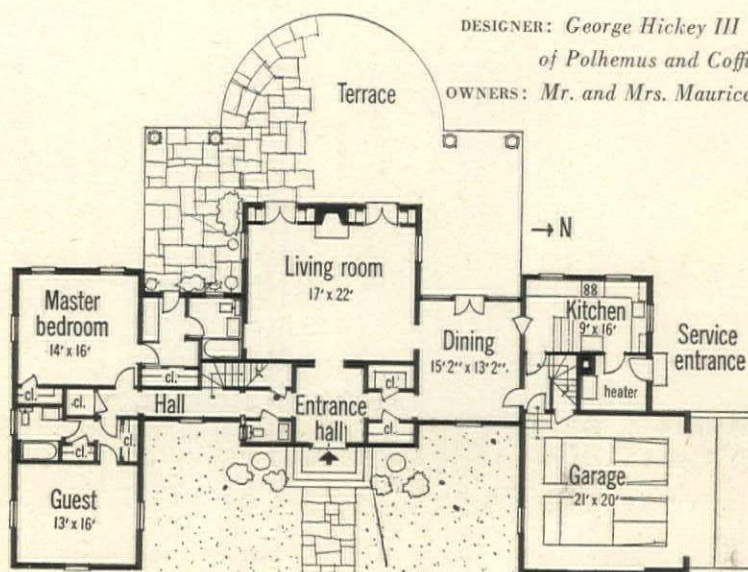 DESIGNER: George Hickey III
of Polhemus and
OWNERS: Mr. and Mrs. Maurice
Terrace
→ N
Living room
17' x 22'
Master
bedroom
14' x 16'
88
Kitchen
9' x 16'
Dining
15' 2" x 13' 2".
Service
entrance
heater
cl.
cl.
cl.
cl.
Hall
Entrance
hall
cl.
cl.
cl.
Guest
13' x 16'
Garage
21' x 20'